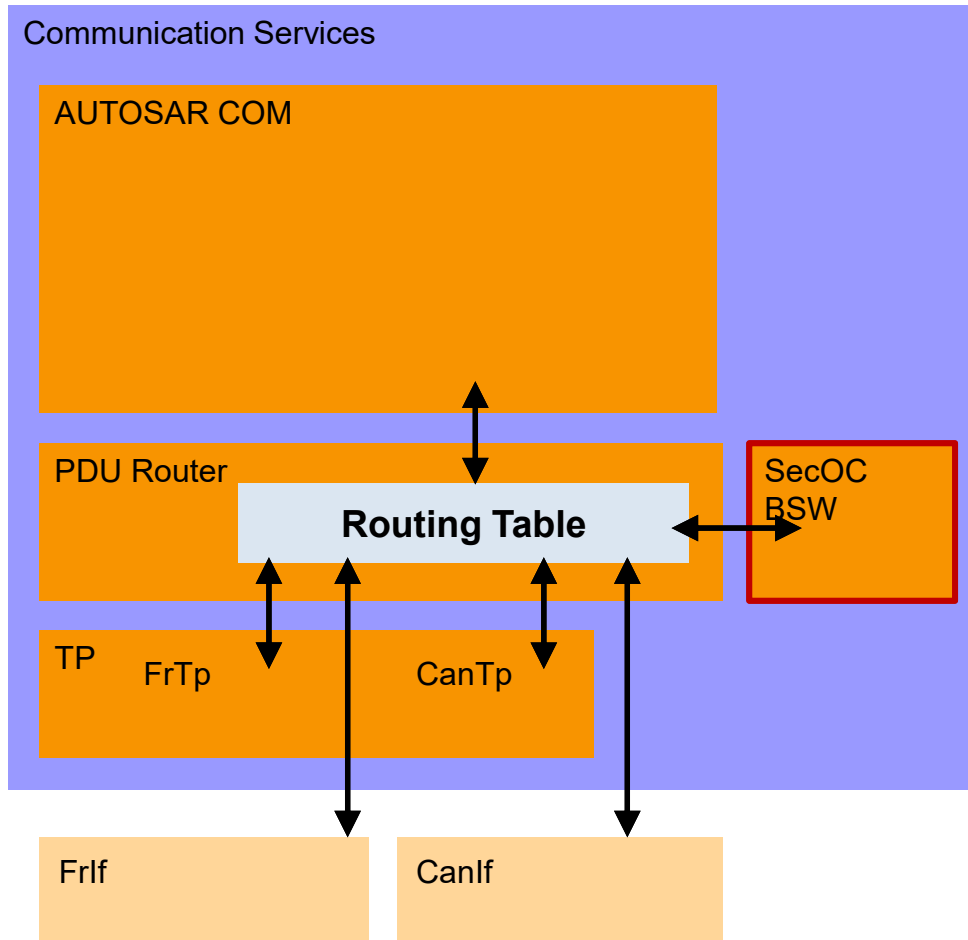 Communication Services
AUTOSAR COM
PDU Router
Routing Table
SecOC
BSW
TP
FrTp
CanTp
FrIf
CanIf